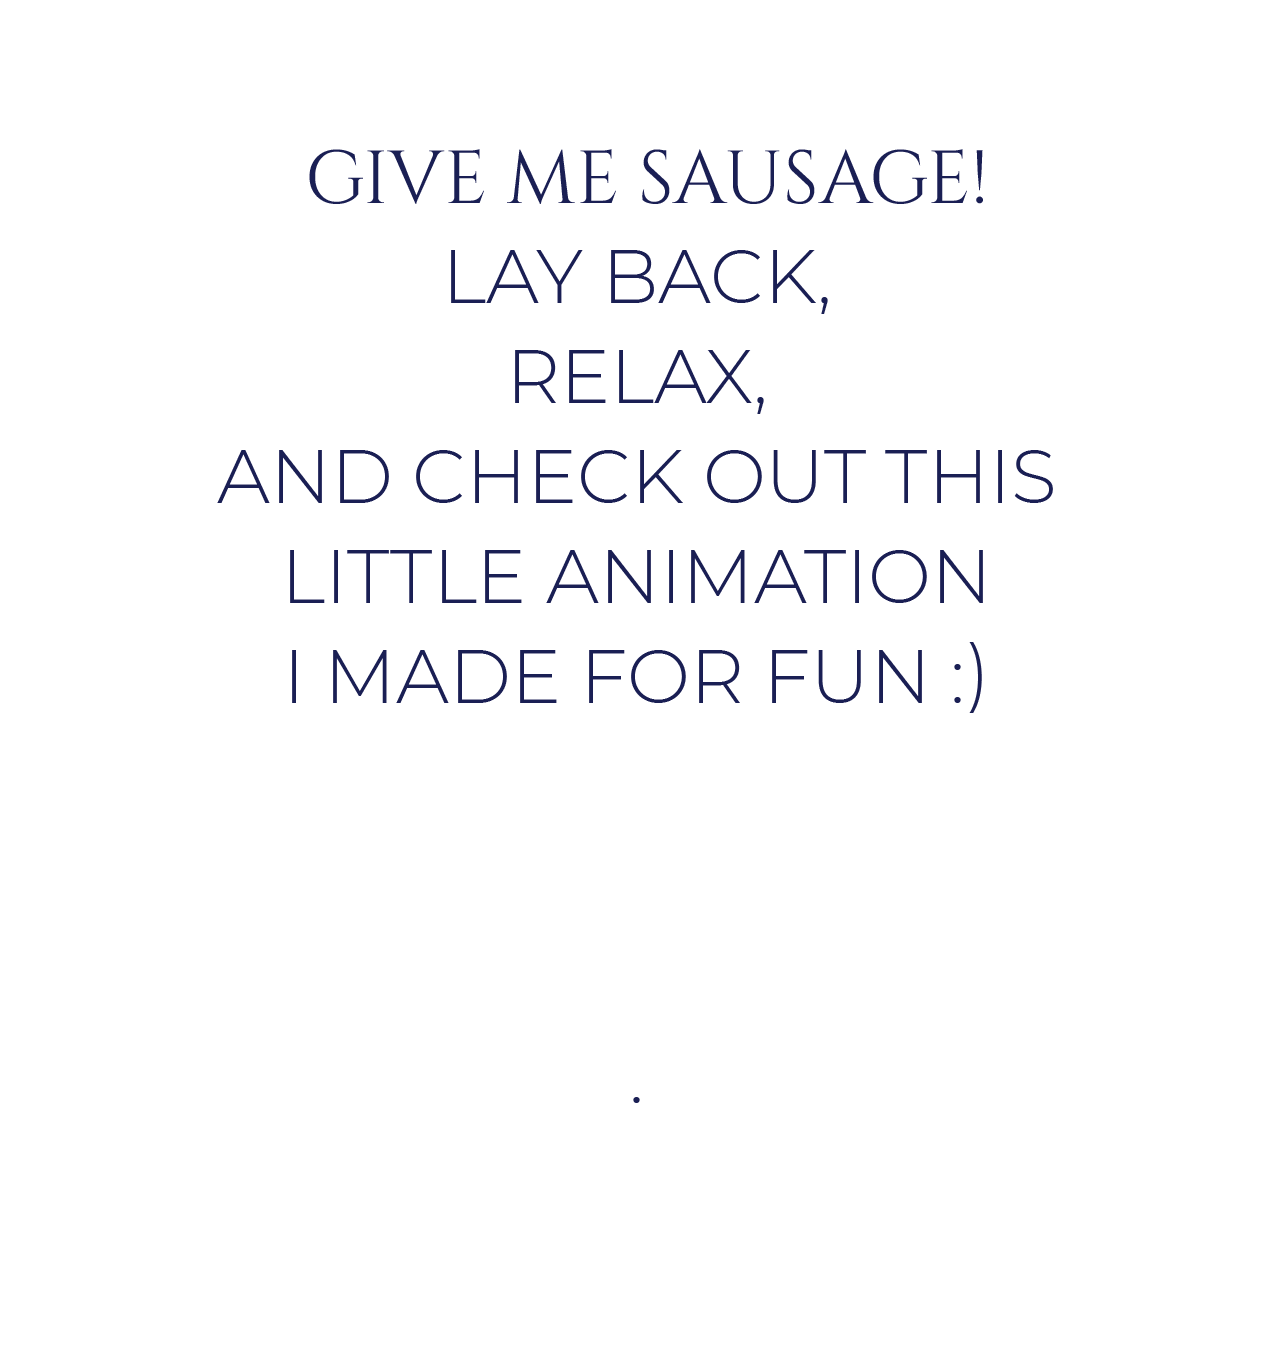 GIVE ME SAUSAGE!
LAY BACK,
RELAX,
AND CHECK OUT THIS
LITTLE ANIMATION
I MADE FOR FUN :)
.